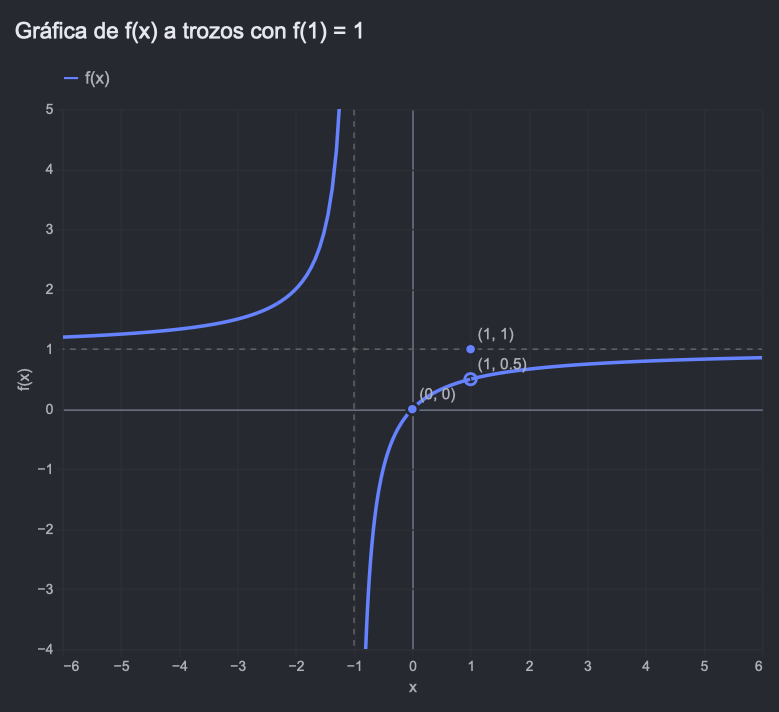 Gráfica de f(x) a trozos con f(1) = 1
f(x)
5
4
3
2
1
0
−1
−2
−3
−4
f(x)
(1, 1)
(1, 0.5)
(0, 0)
−6 −5 −4 −3 −2 −1 0 1 2 3 4 5 6
x